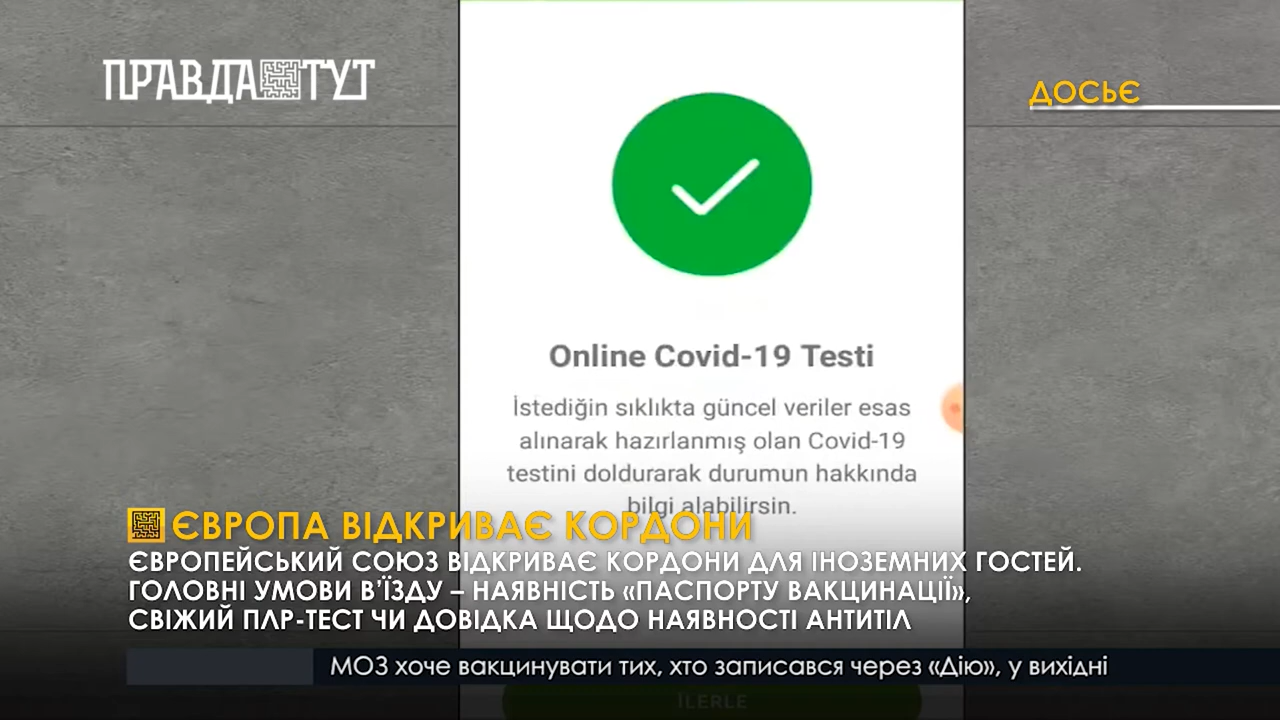 ПРАВДА ТУТ
ДОСЬЄ
Online Covid-19 Testi
İstediğin sıklıkta güncel veriler esas
alınarak hazırlanmış olan Covid-19
testini doldurarak durumun hakkında
bilgi alabilirsin.
ЄВРОПА ВІДКРИВАЄ КОРДОНИ
ЄВРОПЕЙСЬКИЙ СОЮЗ ВІДКРИВАЄ КОРДОНИ ДЛЯ ІНОЗЕМНИХ ГОСТЕЙ.
ГОЛОВНІ УМОВИ В’ЇЗДУ – НАЯВНІСТЬ «ПАСПОРТУ ВАКЦИНАЦІЇ»,
СВІЖИЙ ПЛР-ТЕСТ ЧИ ДОВІДКА ЩОДО НАЯВНОСТІ АНТИТІЛ
МОЗ хоче вакцинувати тих, хто записався через «Дію», у вихідні
İLERLE